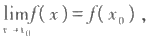 lim f( x ) = f( x₀ ) ,
x→x₀